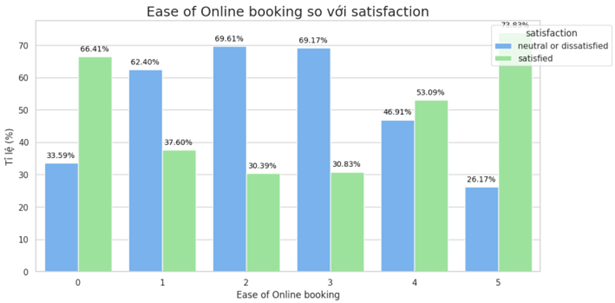 Ease of Online booking so với satisfaction
satisfaction
neutral or dissatisfied
satisfied
Tỉ lệ (%)
70
60
50
40
30
20
10
0
33.59%
66.41%
62.40%
37.60%
69.61%
30.39%
69.17%
30.83%
46.91%
53.09%
26.17%
73.83%
0 1 2 3 4 5
Ease of Online booking